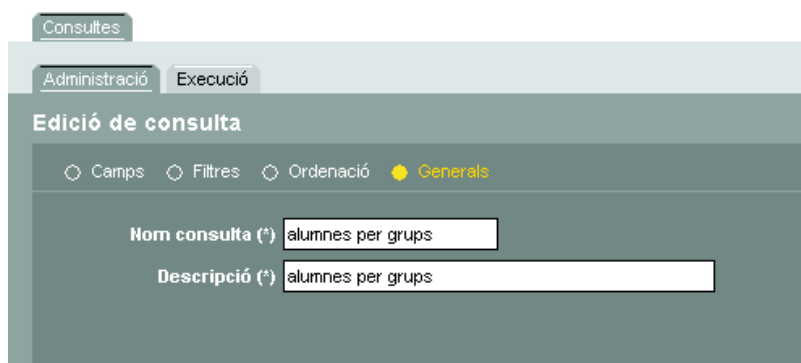 Consultes
Administració Execució
Edició de consulta
Camps Filtres Ordenació Generals
Nom consulta (*) alumnes per grups
Descripció (*) alumnes per grups